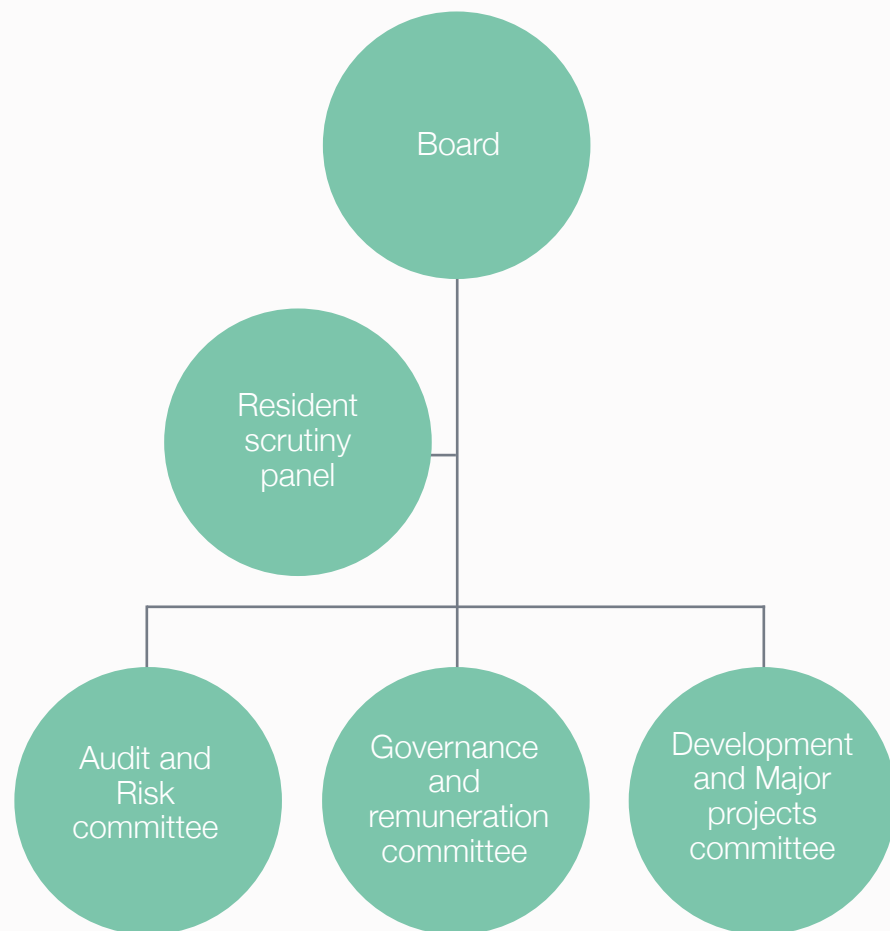 Board
Resident
scrutiny
panel
Audit and
Risk
committee
Governance
and
remuneration
committee
Development
and Major
projects
committee